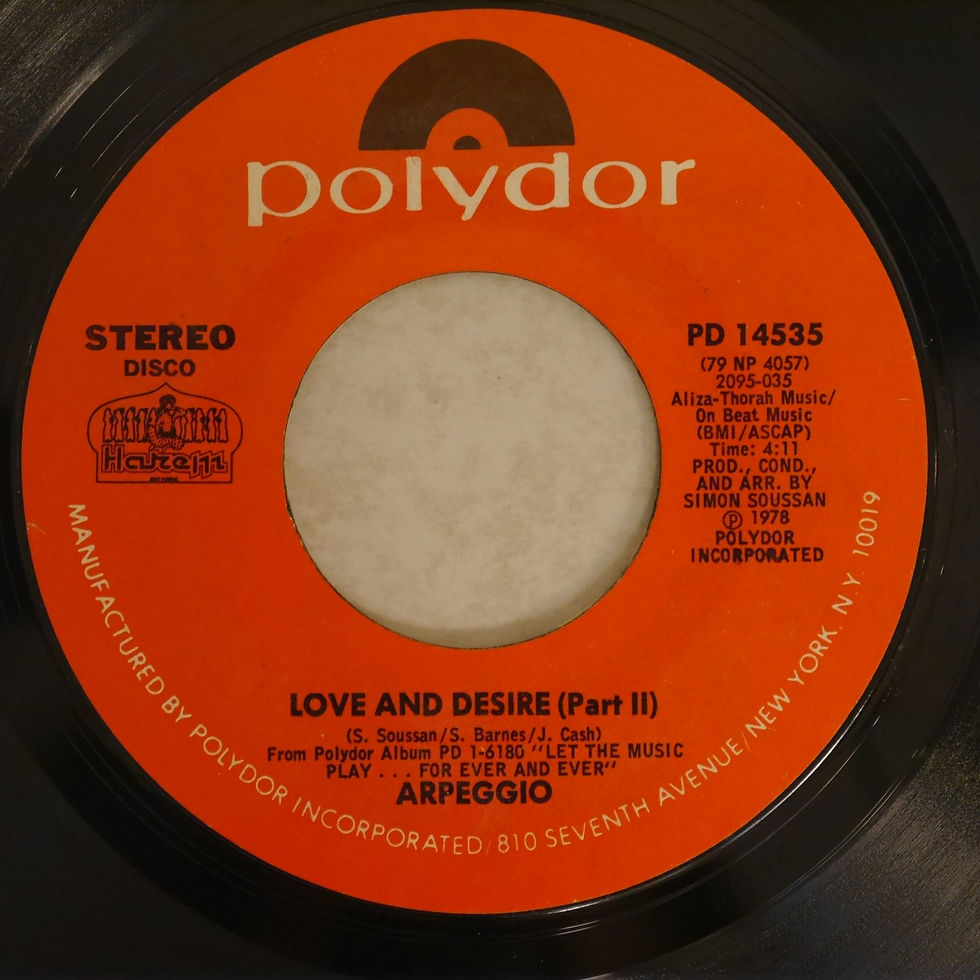 polydor
STEREO
DISCO
Harem
RECORDS
PD 14535
(79 NP 4057)
2095-035
Aliza-Thorah Music/
On Beat Music
(BMI/ASCAP)
Time: 4:11
PROD., COND.,
AND ARR. BY
SIMON SOUSSAN
Ⓟ 1978
POLYDOR
INCORPORATED
LOVE AND DESIRE (Part II)
(S. Soussan/S. Barnes/J. Cash)
From Polydor Album PD 1-6180 "LET THE MUSIC
PLAY . . . FOR EVER AND EVER"
ARPEGGIO
MANUFACTURED BY POLYDOR INCORPORATED/810 SEVENTH AVENUE/NEW YORK. N.Y 10019